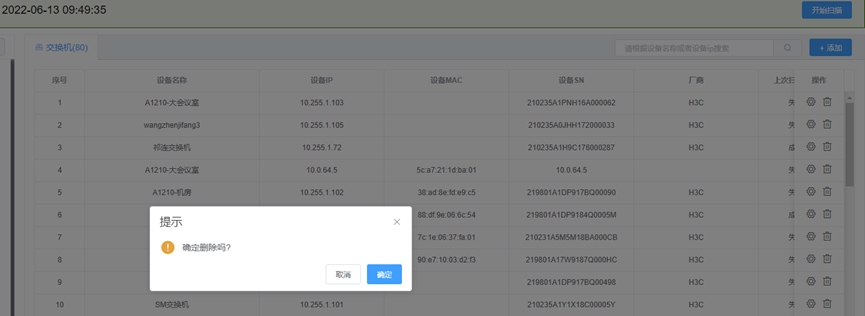 2022-06-13 09:49:35
开始扫描
交换机(80)
请根据设备名称或者设备ip搜索
+ 添加
序号 设备名称 设备IP 设备MAC 设备SN 厂商 上次扫 操作
1 A1210-大会议室 10.255.1.103 210235A1PNH16A000062 H3C 失
2 wangzhenjifang3 10.255.1.105 210235A0JHH172000033 H3C 失
3 祁连交换机 10.255.1.72 210235A1H9C176000287 H3C 成
4 A1210-大会议室 10.0.64.5 5c:a7:21:1d:ba:01 10.0.64.5 失
5 A1210-机房 10.255.1.102 38:ad:8e:fd:e9:c5 219801A1DP917BQ00090 H3C 失
6 88:df:9e:06:6c:54 219801A1DP9184Q0005M H3C 成
7 7c:1e:06:37:fa:01 210231A5M5M18BA000CB H3C 失
8 90:e7:10:03:d2:f3 219801A17W9187Q000HC H3C 失
9 219801A1DP917BQ00498 H3C 失
10 SM交换机 10.255.1.101 210235A1Y1X18C00005Y H3C 失
提示
确定删除吗?
取消 确定